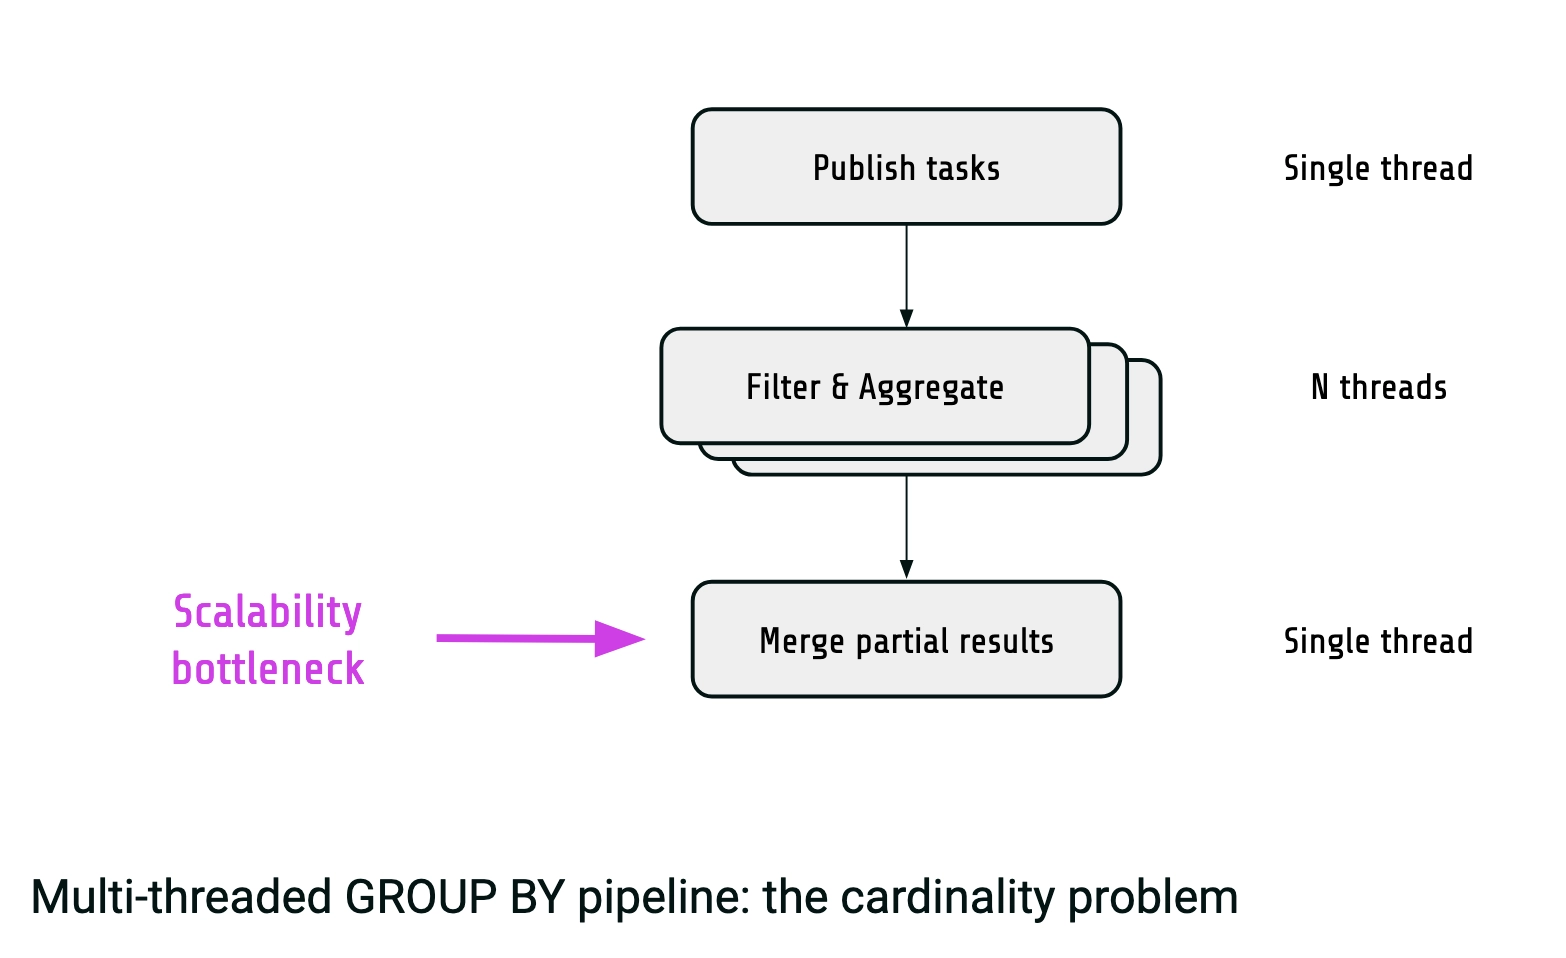 Publish tasks
Single thread
Filter & Aggregate
N threads
Scalability
bottleneck
Merge partial results
Single thread
Multi-threaded GROUP BY pipeline: the cardinality problem